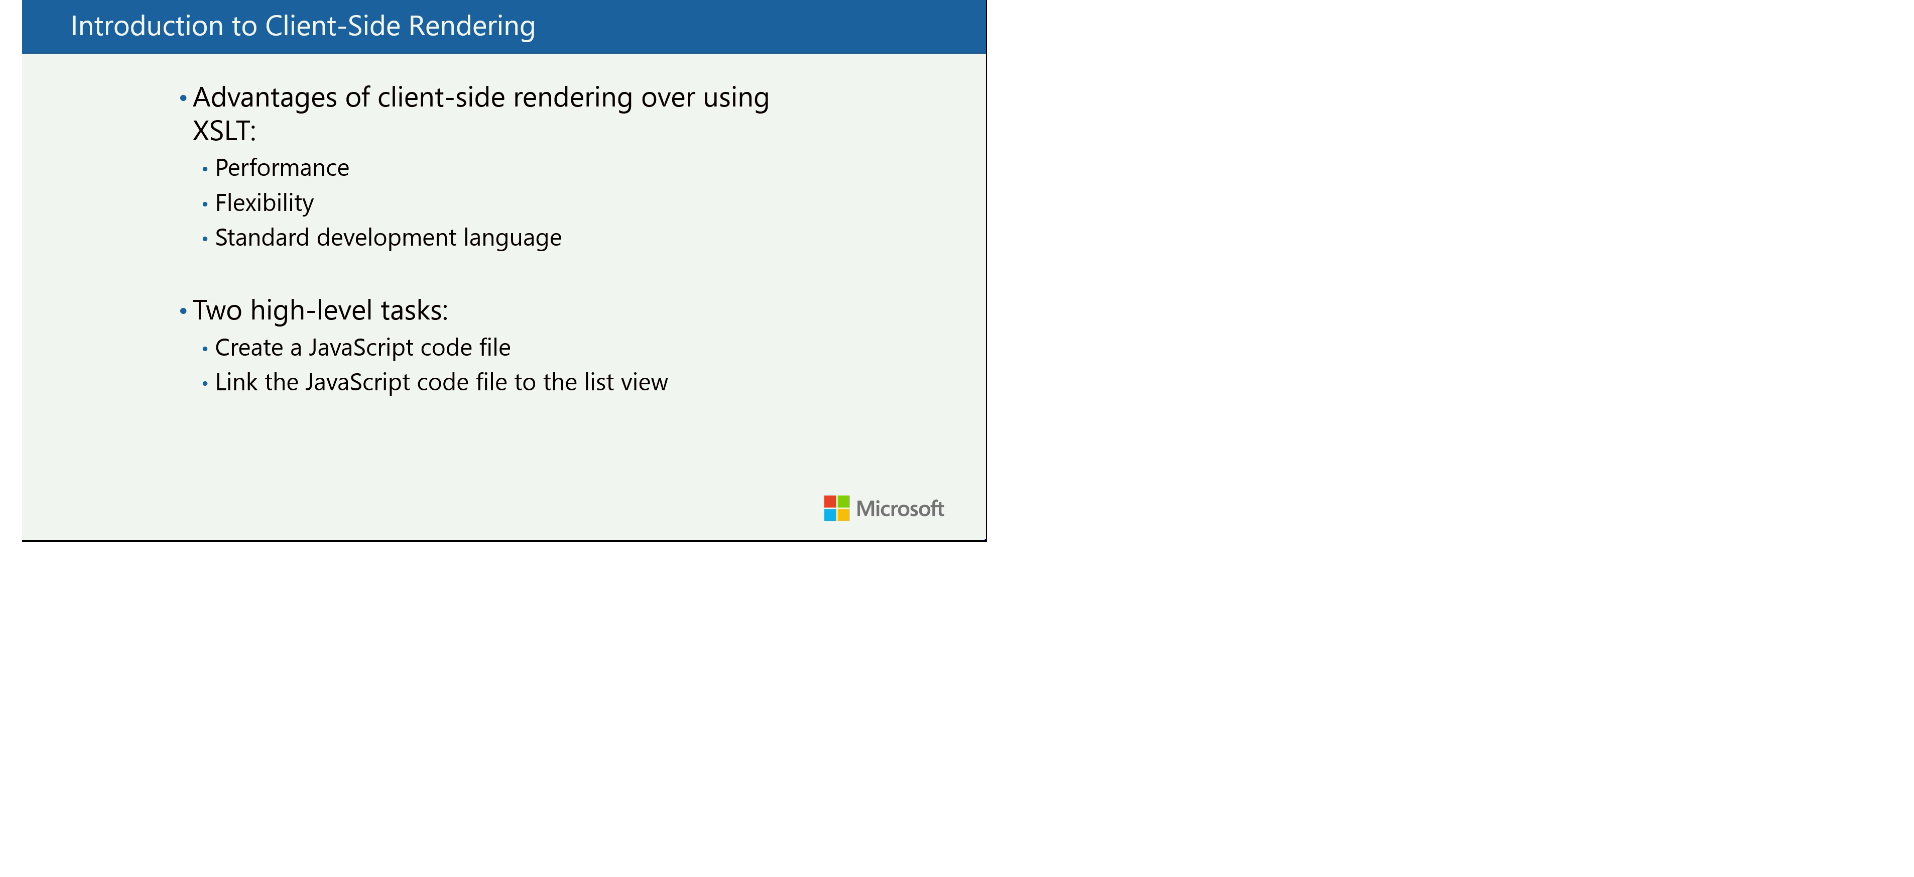 Introduction to Client-Side Rendering
• Advantages of client-side rendering over using
XSLT:
• Performance
• Flexibility
• Standard development language
• Two high-level tasks:
• Create a JavaScript code file
• Link the JavaScript code file to the list view
Microsoft